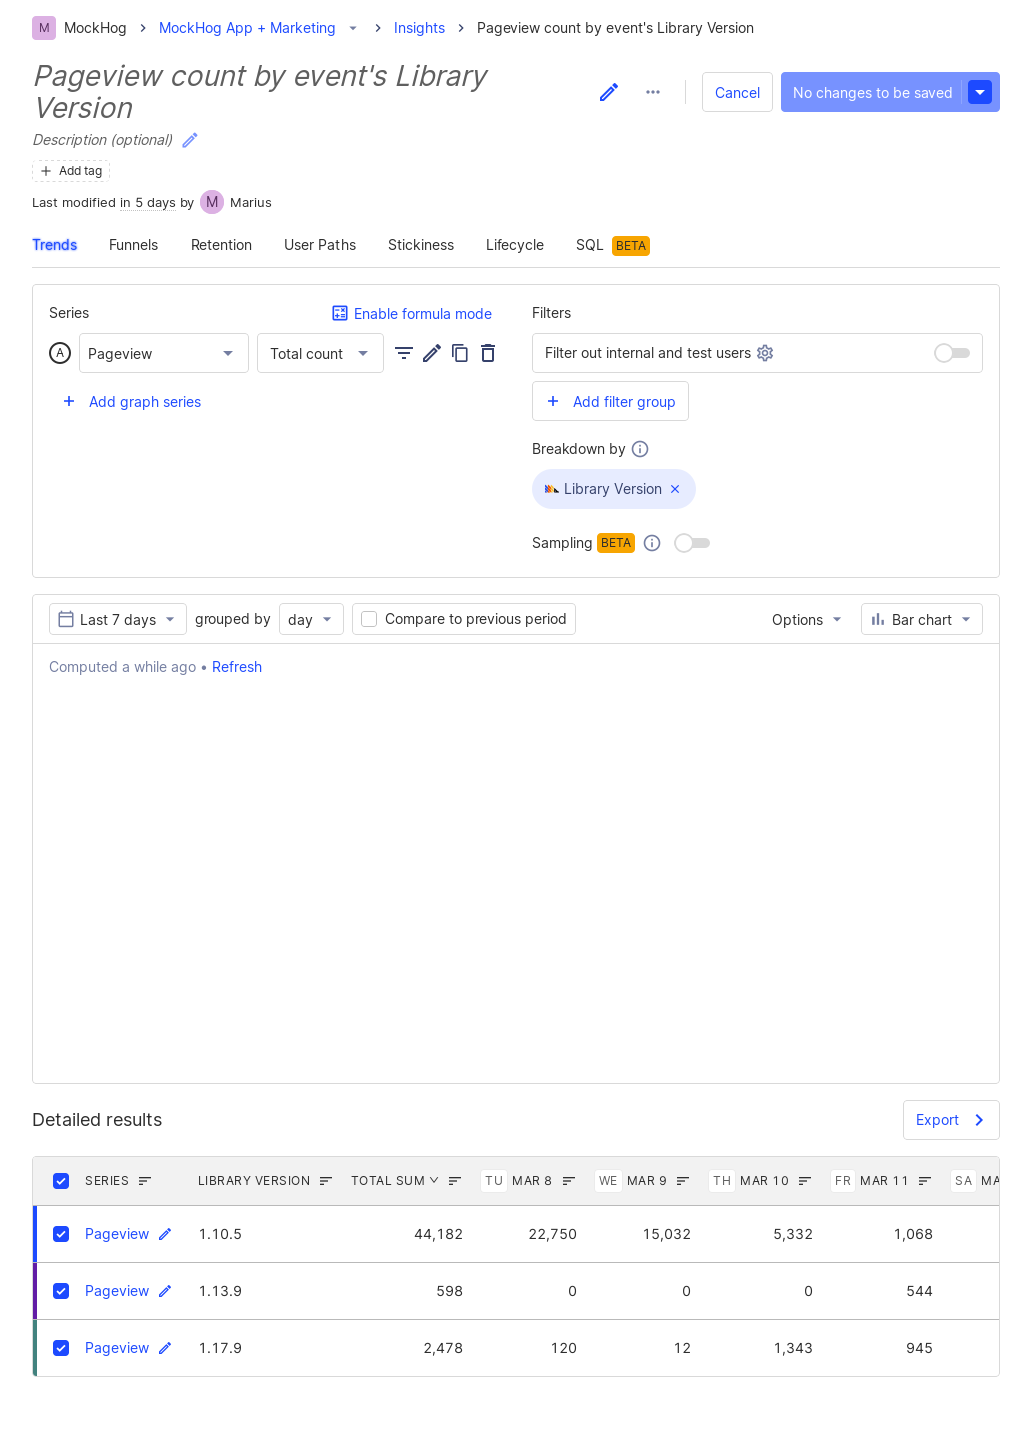 M MockHog > MockHog App + Marketing > Insights > Pageview count by event's Library Version
Pageview count by event's Library
Version
Cancel
No changes to be saved
Description (optional)
Add tag
Last modified in 5 days by M Marius
Trends Funnels Retention User Paths Stickiness Lifecycle SQL BETA
Series Enable formula mode
A Pageview Total count
Add graph series
Filters
Filter out internal and test users
Add filter group
Breakdown by
Library Version
Sampling BETA
Last 7 days grouped by day Compare to previous period Options Bar chart
Computed a while ago • Refresh
Detailed results Export
SERIES LIBRARY VERSION TOTAL SUM TU MAR 8 WE MAR 9 TH MAR 10 FR MAR 11 SA MA
Pageview 1.10.5 44,182 22,750 15,032 5,332 1,068
Pageview 1.13.9 598 0 0 0 544
Pageview 1.17.9 2,478 120 12 1,343 945